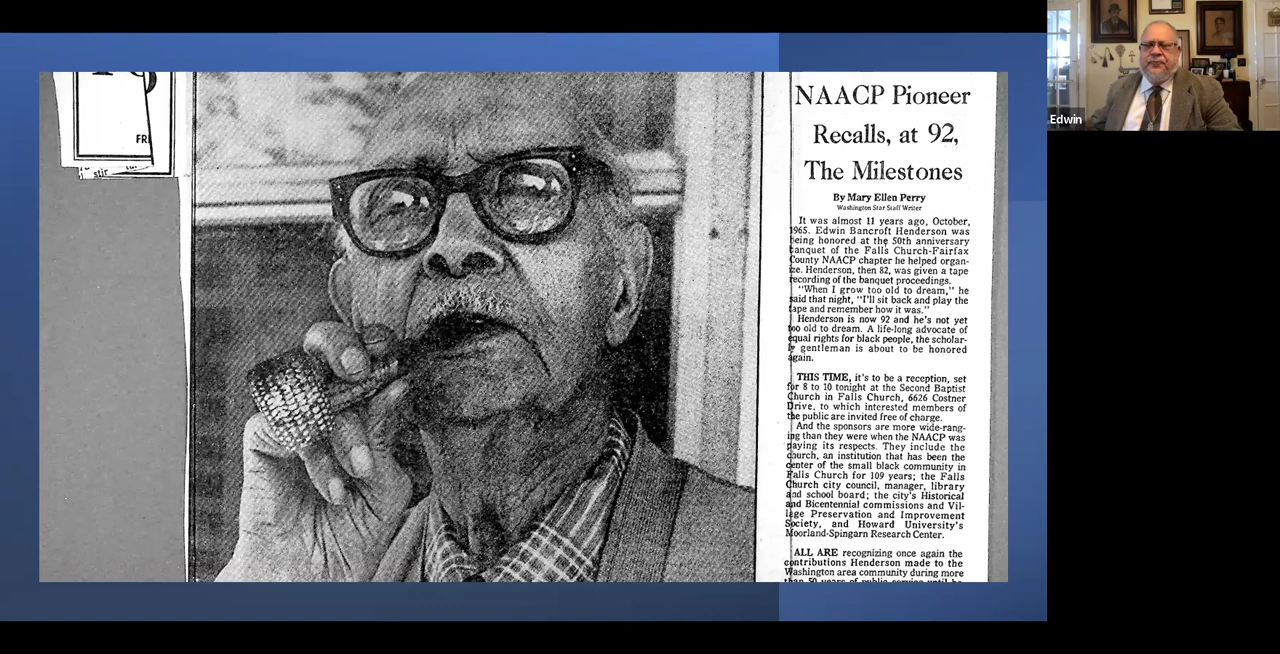 FRI
stir
NAACP Pioneer
Recalls, at 92,
The Milestones
By Mary Ellen Perry
Washington Star Staff Writer
It was almost 11 years ago, October,
1965. Edwin Bancroft Henderson was
being honored at the 50th anniversary
banquet of the Falls Church-Fairfax
County NAACP chapter he helped organ-
ize. Henderson, then 82, was given a tape
recording of the banquet proceedings.
"When I grow too old to dream," he
said that night, "I'll sit back and play the
tape and remember how it was."
Henderson is now 92 and he's not yet
too old to dream. A life-long advocate of
equal rights for black people, the scholar-
ly gentleman is about to be honored
again.
THIS TIME, it's to be a reception, set
for 8 to 10 tonight at the Second Baptist
Church in Falls Church, 6626 Costner
Drive, to which interested members of
the public are invited free of charge.
And the sponsors are more wide-rang-
ing than they were when the NAACP was
paying its respects. They include the
church, an institution that has been the
center of the small black community in
Falls Church for 109 years; the Falls
Church city council, manager, library
and school board; the city's Historical
and Bicentennial commissions and Vil-
lage Preservation and Improvement
Society, and Howard University's
Moorland-Spingarn Research Center.
ALL ARE recognizing once again the
contributions Henderson made to the
Washington area community during more
than 50 years of public service until he
Edwin